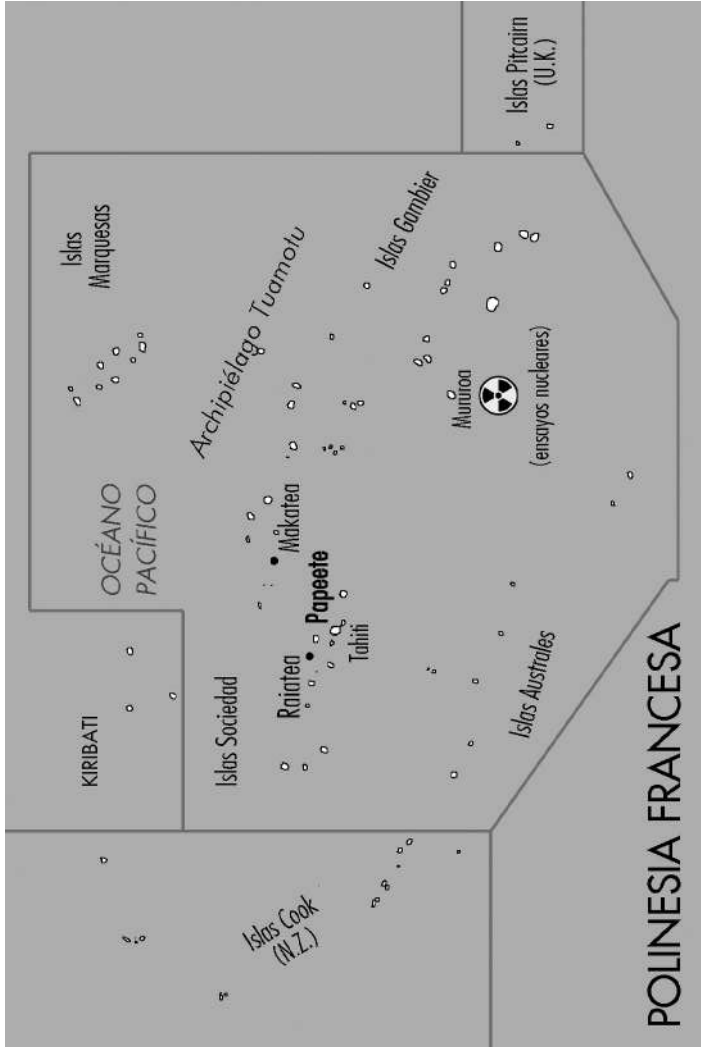 KIRIBATI
OCÉANO
PACÍFICO
Islas
Marquesas
Islas Cook
(N.Z.)
Islas Sociedad
Raiatea
Papeete
Tahiti
Makatea
Archipiélago Tuamotu
Islas Gambier
Mururoa
(ensayos nucleares)
Islas Australes
Islas Pitcairn
(U.K.)
POLINESIA FRANCESA